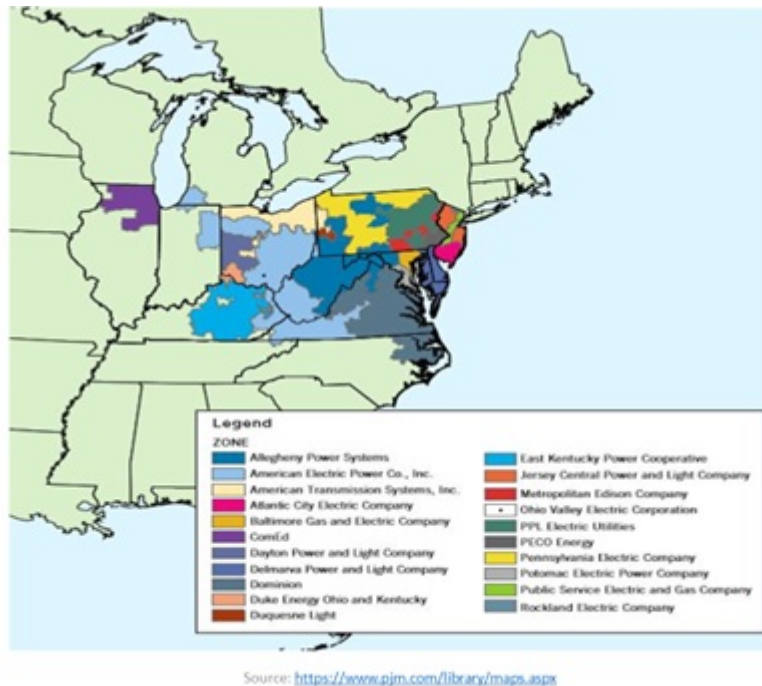 Legend
ZONE
Allegheny Power Systems
American Electric Power Co., Inc.
American Transmission Systems, Inc.
Atlantic City Electric Company
Baltimore Gas and Electric Company
ComEd
Dayton Power and Light Company
Delmarva Power and Light Company
Dominion
Duke Energy Ohio and Kentucky
Duquesne Light
East Kentucky Power Cooperative
Jersey Central Power and Light Company
Metropolitan Edison Company
Ohio Valley Electric Corporation
PPL Electric Utilities
PECO Energy
Pennsylvania Electric Company
Potomac Electric Power Company
Public Service Electric and Gas Company
Rockland Electric Company
Source: https://www.pjm.com/library/maps.aspx